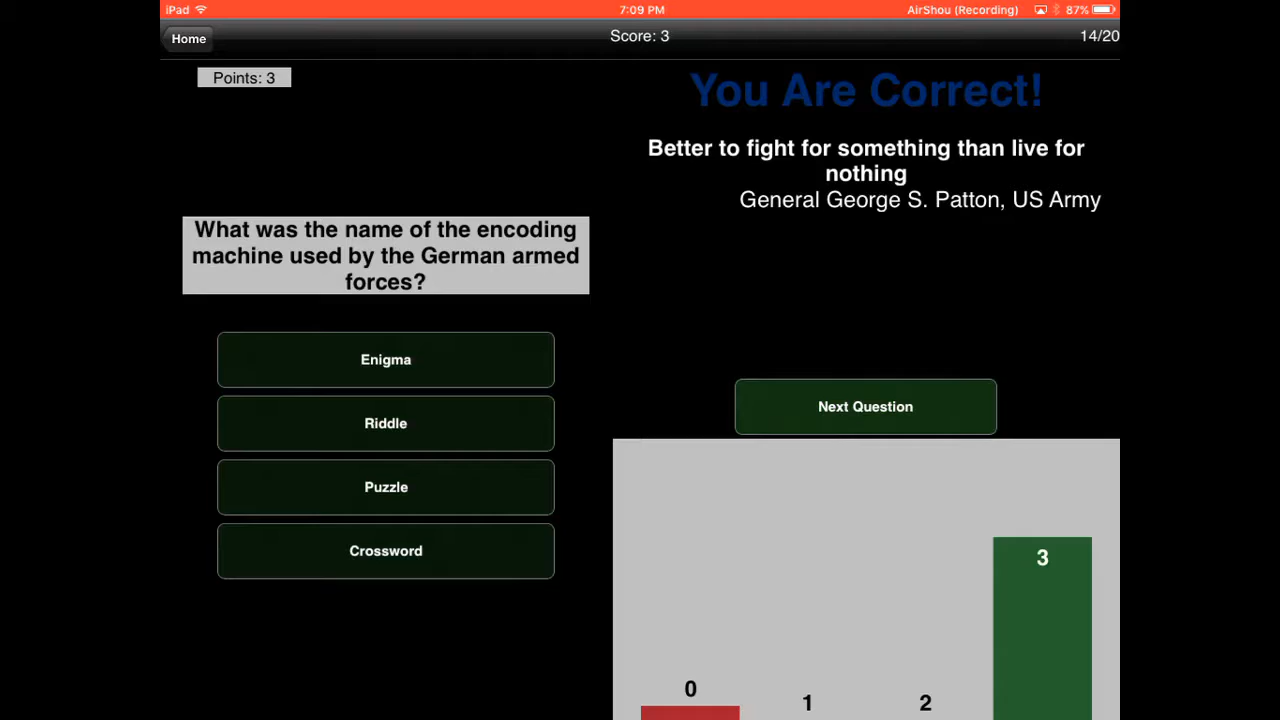 iPad 7:09 PM AirShou (Recording) 87%
Home Score: 3 14/20
Points: 3
You Are Correct!
Better to fight for something than live for
nothing
General George S. Patton, US Army
What was the name of the encoding
machine used by the German armed
forces?
Enigma
Riddle
Puzzle
Crossword
Next Question
3
0
1
2